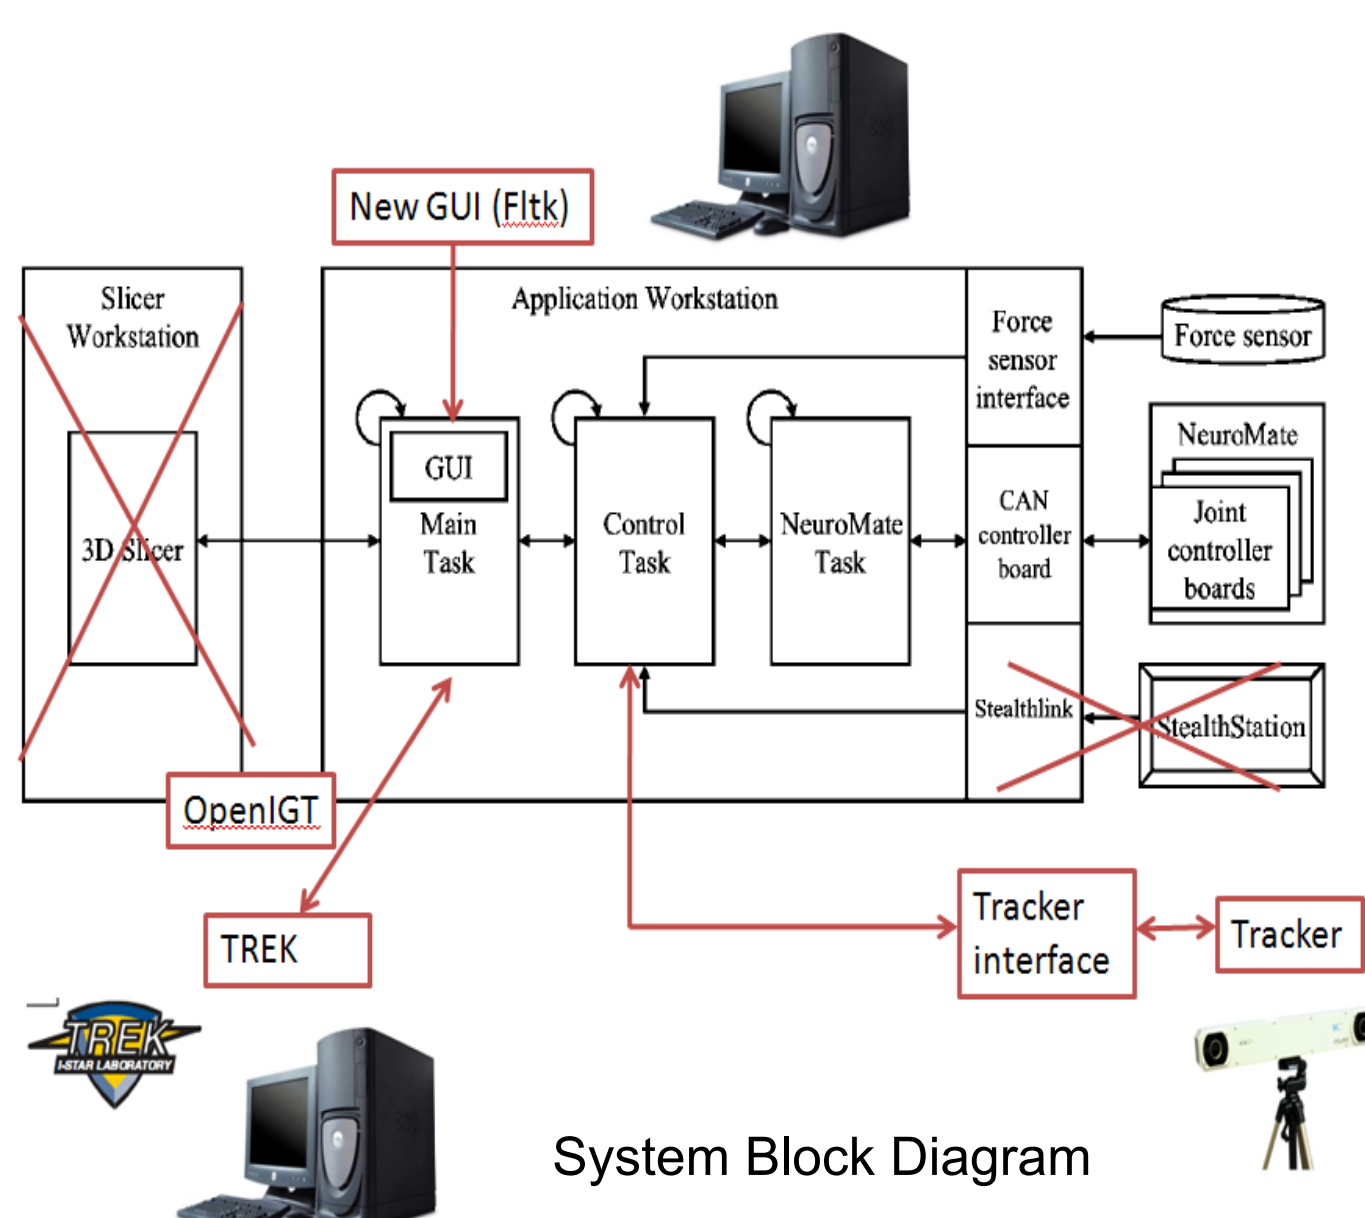 New GUI (Fltk)
Slicer
Workstation
Application Workstation
Force
sensor
interface
Force sensor
NeuroMate
GUI
Main
Task
Control
Task
NeuroMate
Task
CAN
controller
board
Joint
controller
boards
3D Slicer
Stealthlink
StealthStation
OpenIGT
TREK
Tracker
interface
Tracker
TREK
I-STAR LABORATORY
System Block Diagram